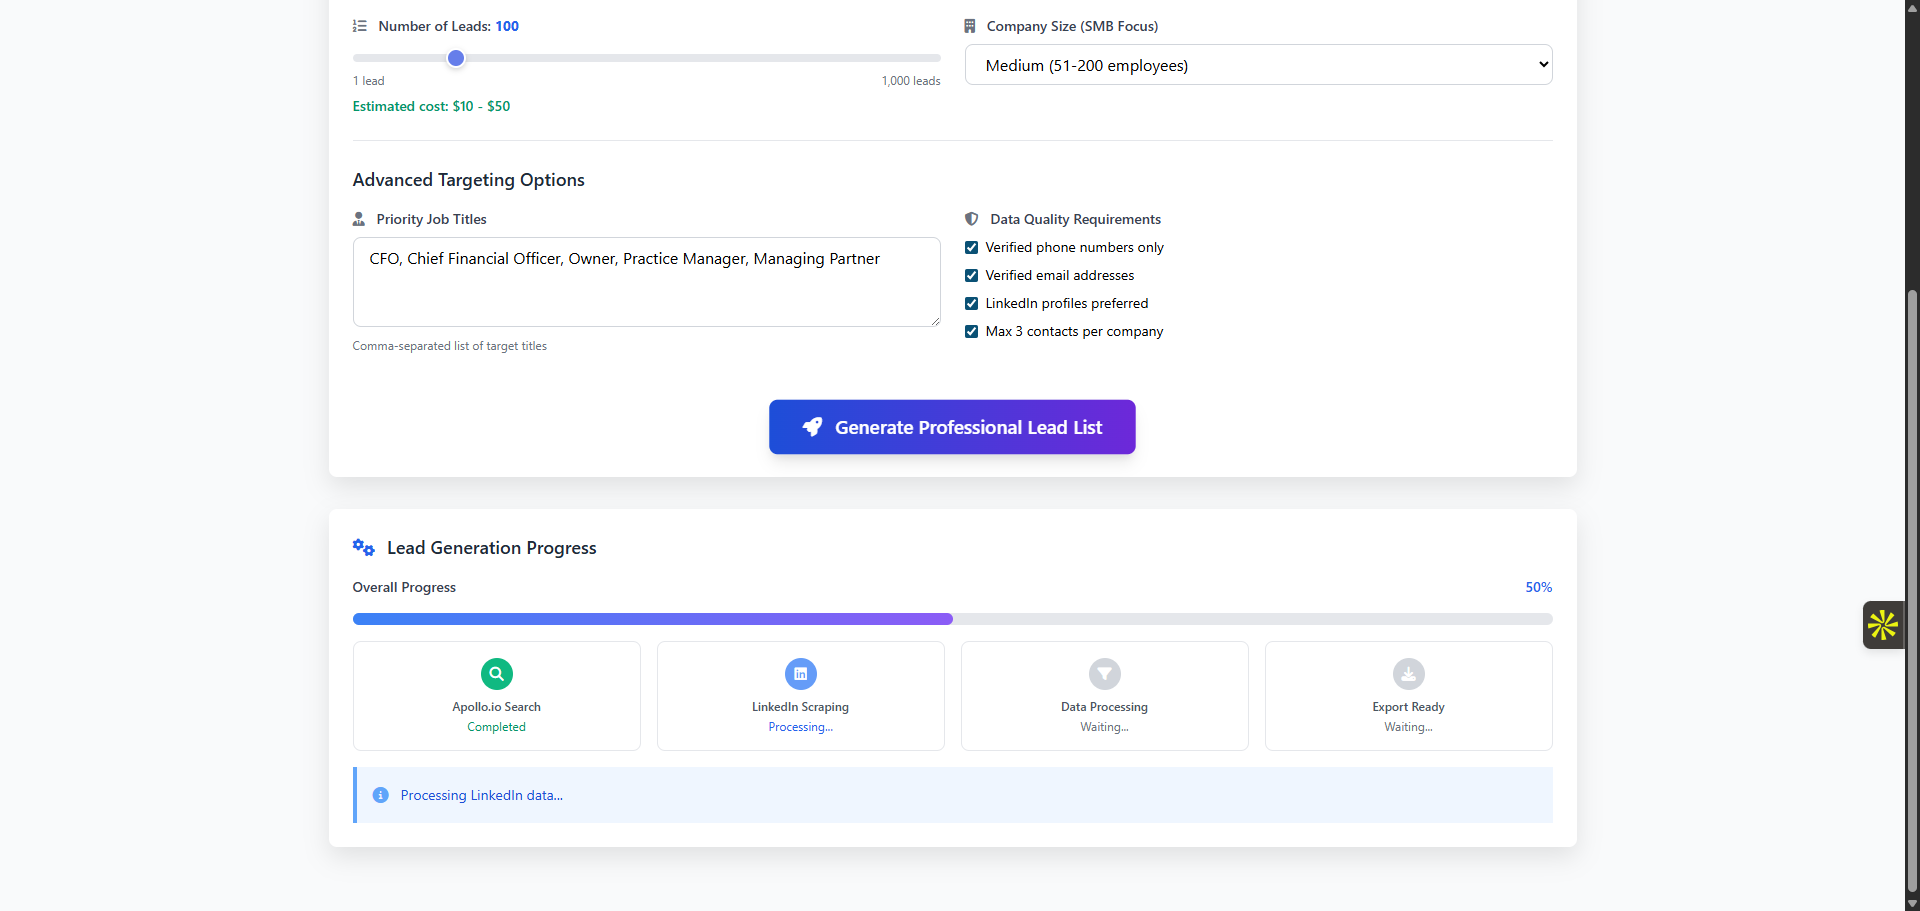 Number of Leads: 100
1 lead
1,000 leads
Estimated cost: $10 - $50
Company Size (SMB Focus)
Medium (51-200 employees)
Advanced Targeting Options
Priority Job Titles
CFO, Chief Financial Officer, Owner, Practice Manager, Managing Partner
Comma-separated list of target titles
Data Quality Requirements
Verified phone numbers only
Verified email addresses
LinkedIn profiles preferred
Max 3 contacts per company
Generate Professional Lead List
Lead Generation Progress
Overall Progress
50%
Apollo.io Search
Completed
LinkedIn Scraping
Processing...
Data Processing
Waiting...
Export Ready
Waiting...
Processing LinkedIn data...